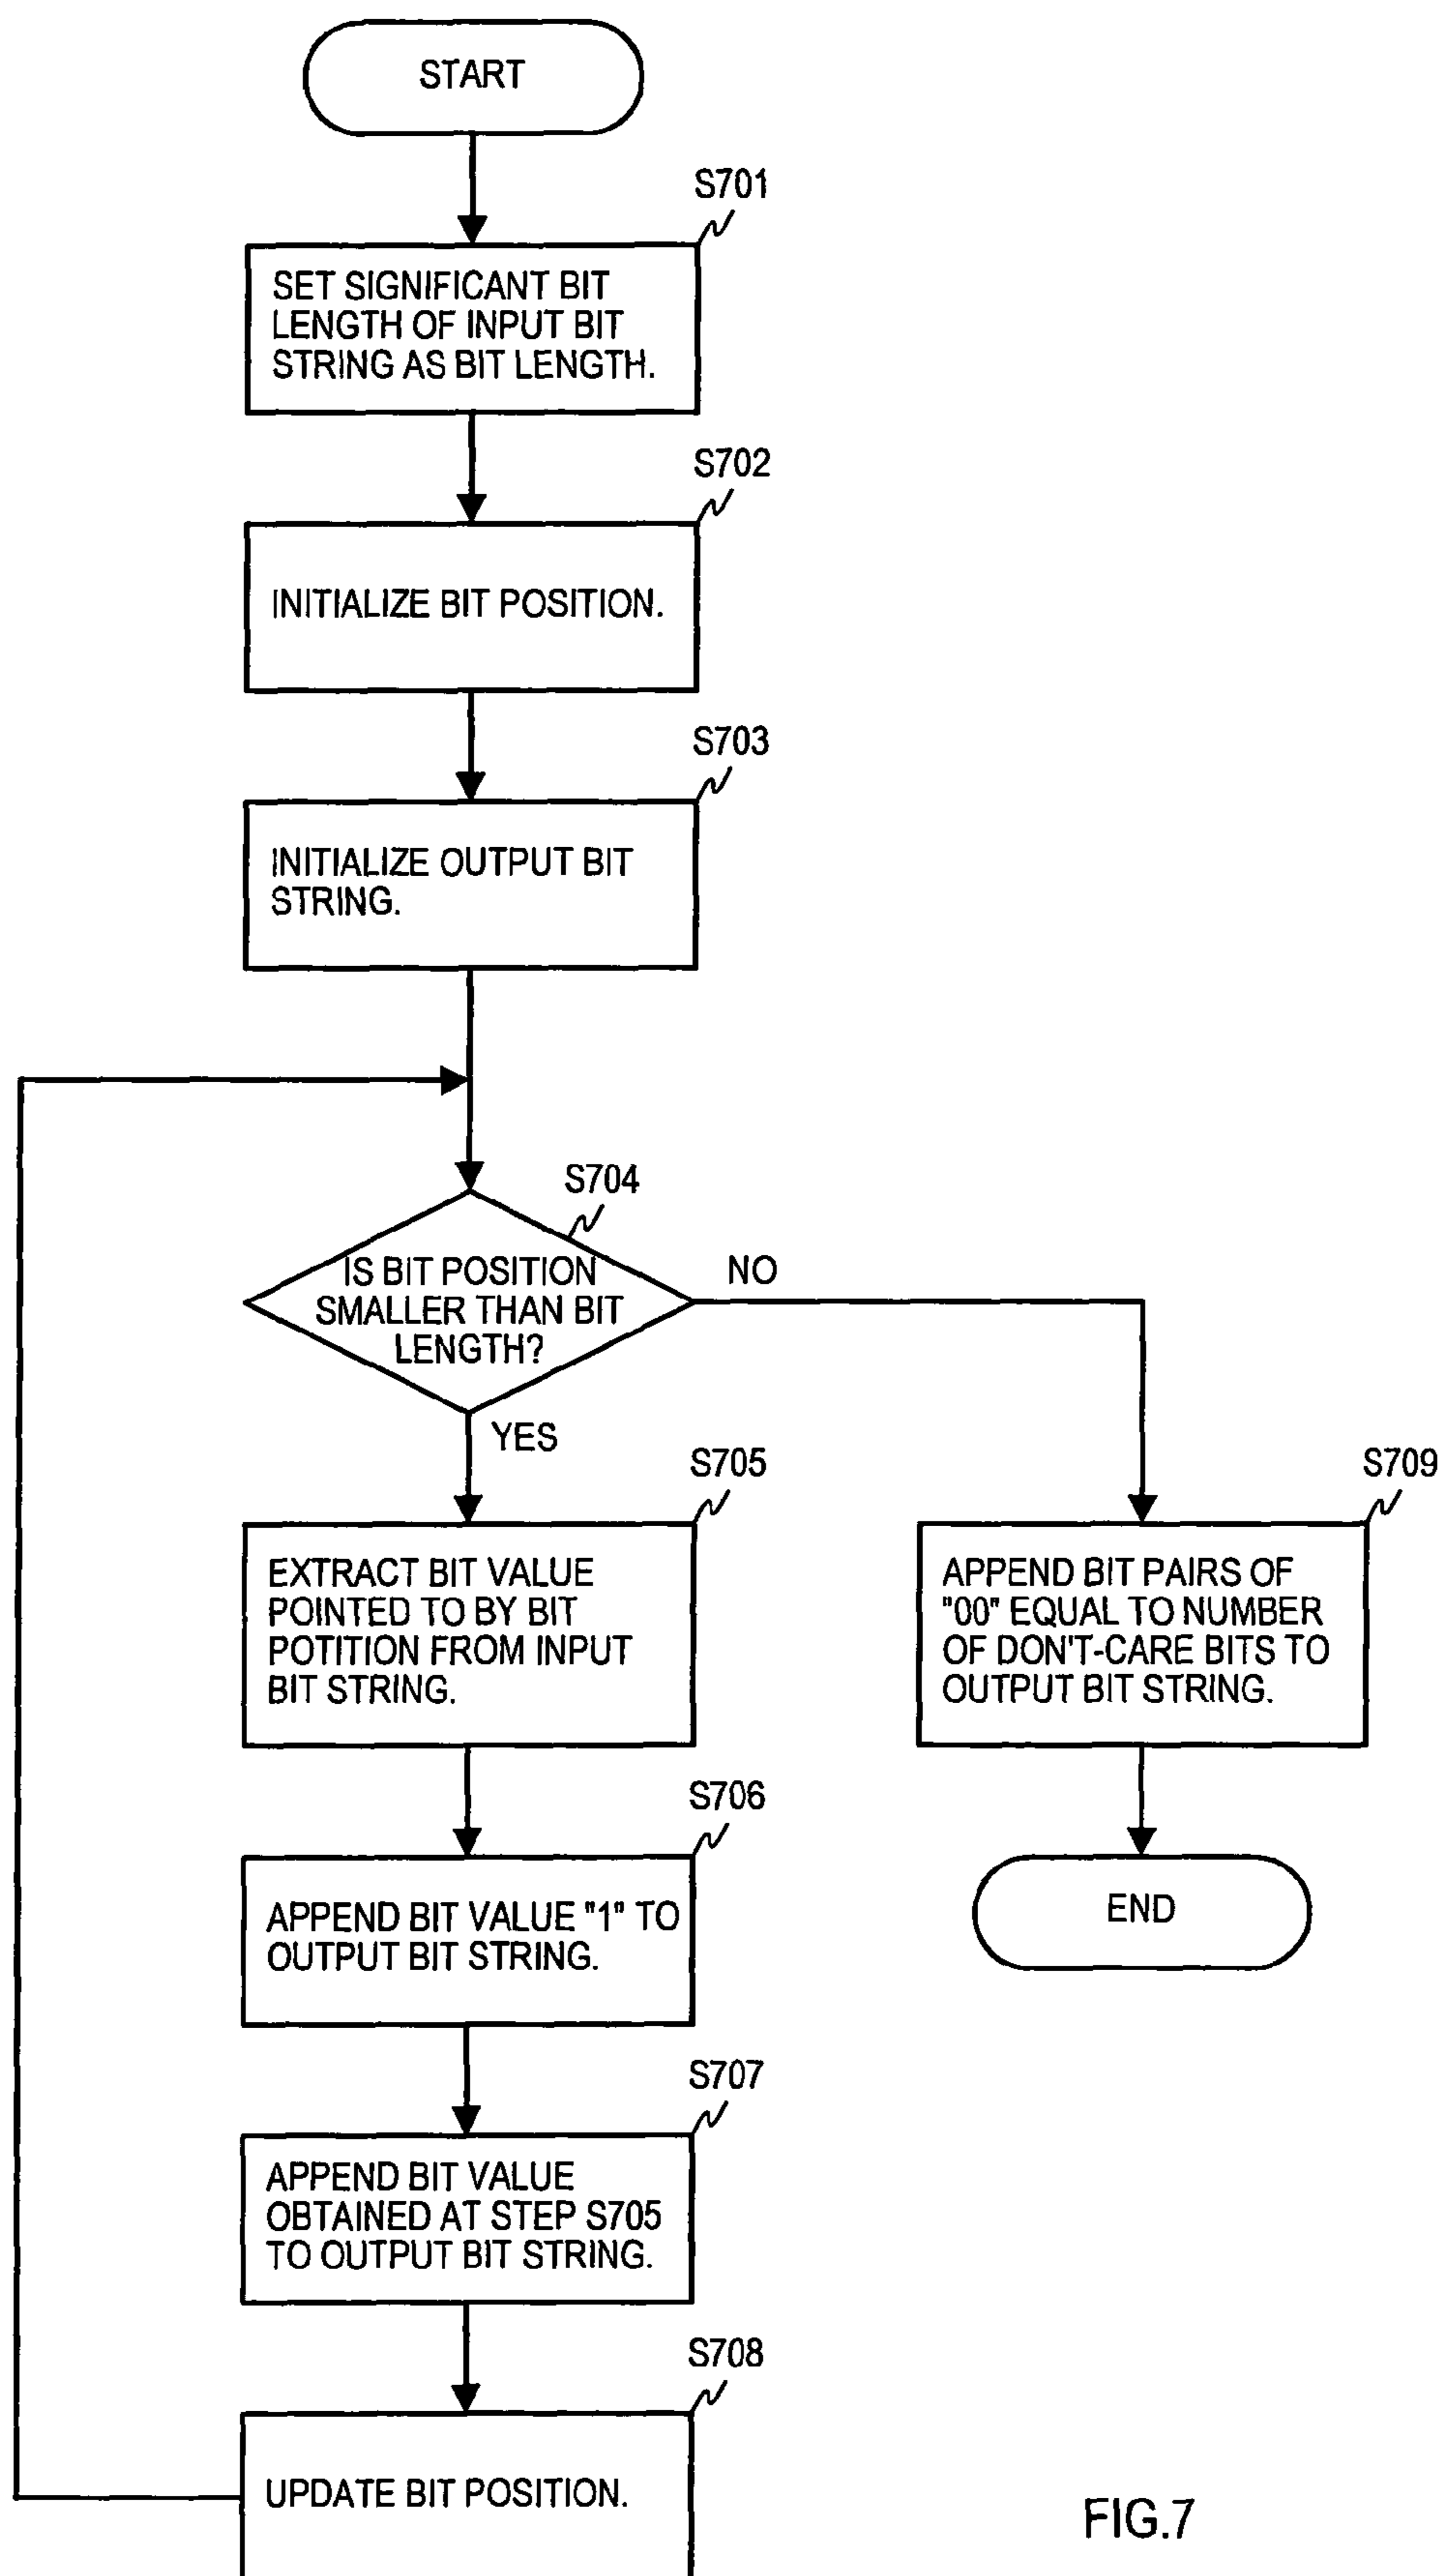 START
S701
SET SIGNIFICANT BIT
LENGTH OF INPUT BIT
STRING AS BIT LENGTH.
S702
INITIALIZE BIT POSITION.
S703
INITIALIZE OUTPUT BIT
STRING.
S704
IS BIT POSITION
SMALLER THAN BIT
LENGTH?
NO
YES
S705
EXTRACT BIT VALUE
POINTED TO BY BIT
POTITION FROM INPUT
BIT STRING.
S709
APPEND BIT PAIRS OF
"00" EQUAL TO NUMBER
OF DON'T-CARE BITS TO
OUTPUT BIT STRING.
S706
APPEND BIT VALUE "1" TO
OUTPUT BIT STRING.
END
S707
APPEND BIT VALUE
OBTAINED AT STEP S705
TO OUTPUT BIT STRING.
S708
UPDATE BIT POSITION.
FIG.7